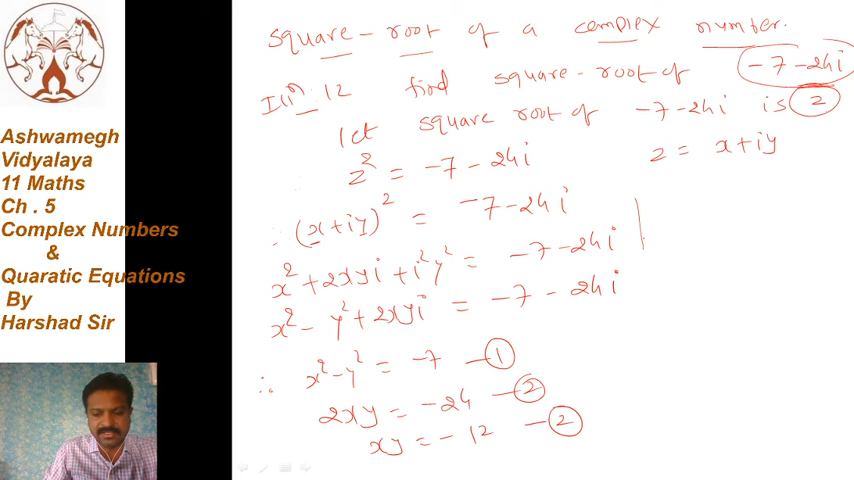 square-root of a complex number.
Illn. 12 find square-root of -7-24i
let square root of -7-24i is z
z² = -7-24i z = x+iy
∴ (x+iy)² = -7-24i
x²+2xyi+i²y² = -7-24i
x²-y²+2xyi = -7-24i
∴ x²-y² = -7 —①
2xy = -24 —②
xy = -12 —②
Ashwamegh
Vidyalaya
11 Maths
Ch . 5
Complex Numbers
&
Quaratic Equations
By
Harshad Sir